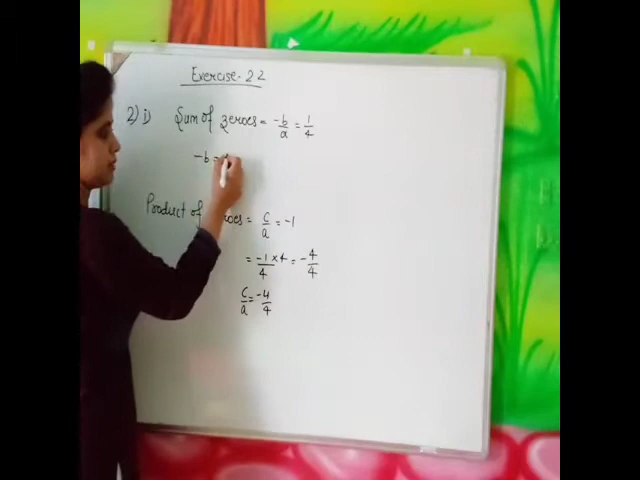 Exercise - 2.2
2) i) Sum of zeroes = -b/a = 1/4
-b =
Product of zeroes = c/a = -1
= -1/4 × 4 = -4/4
c/a = -4/4